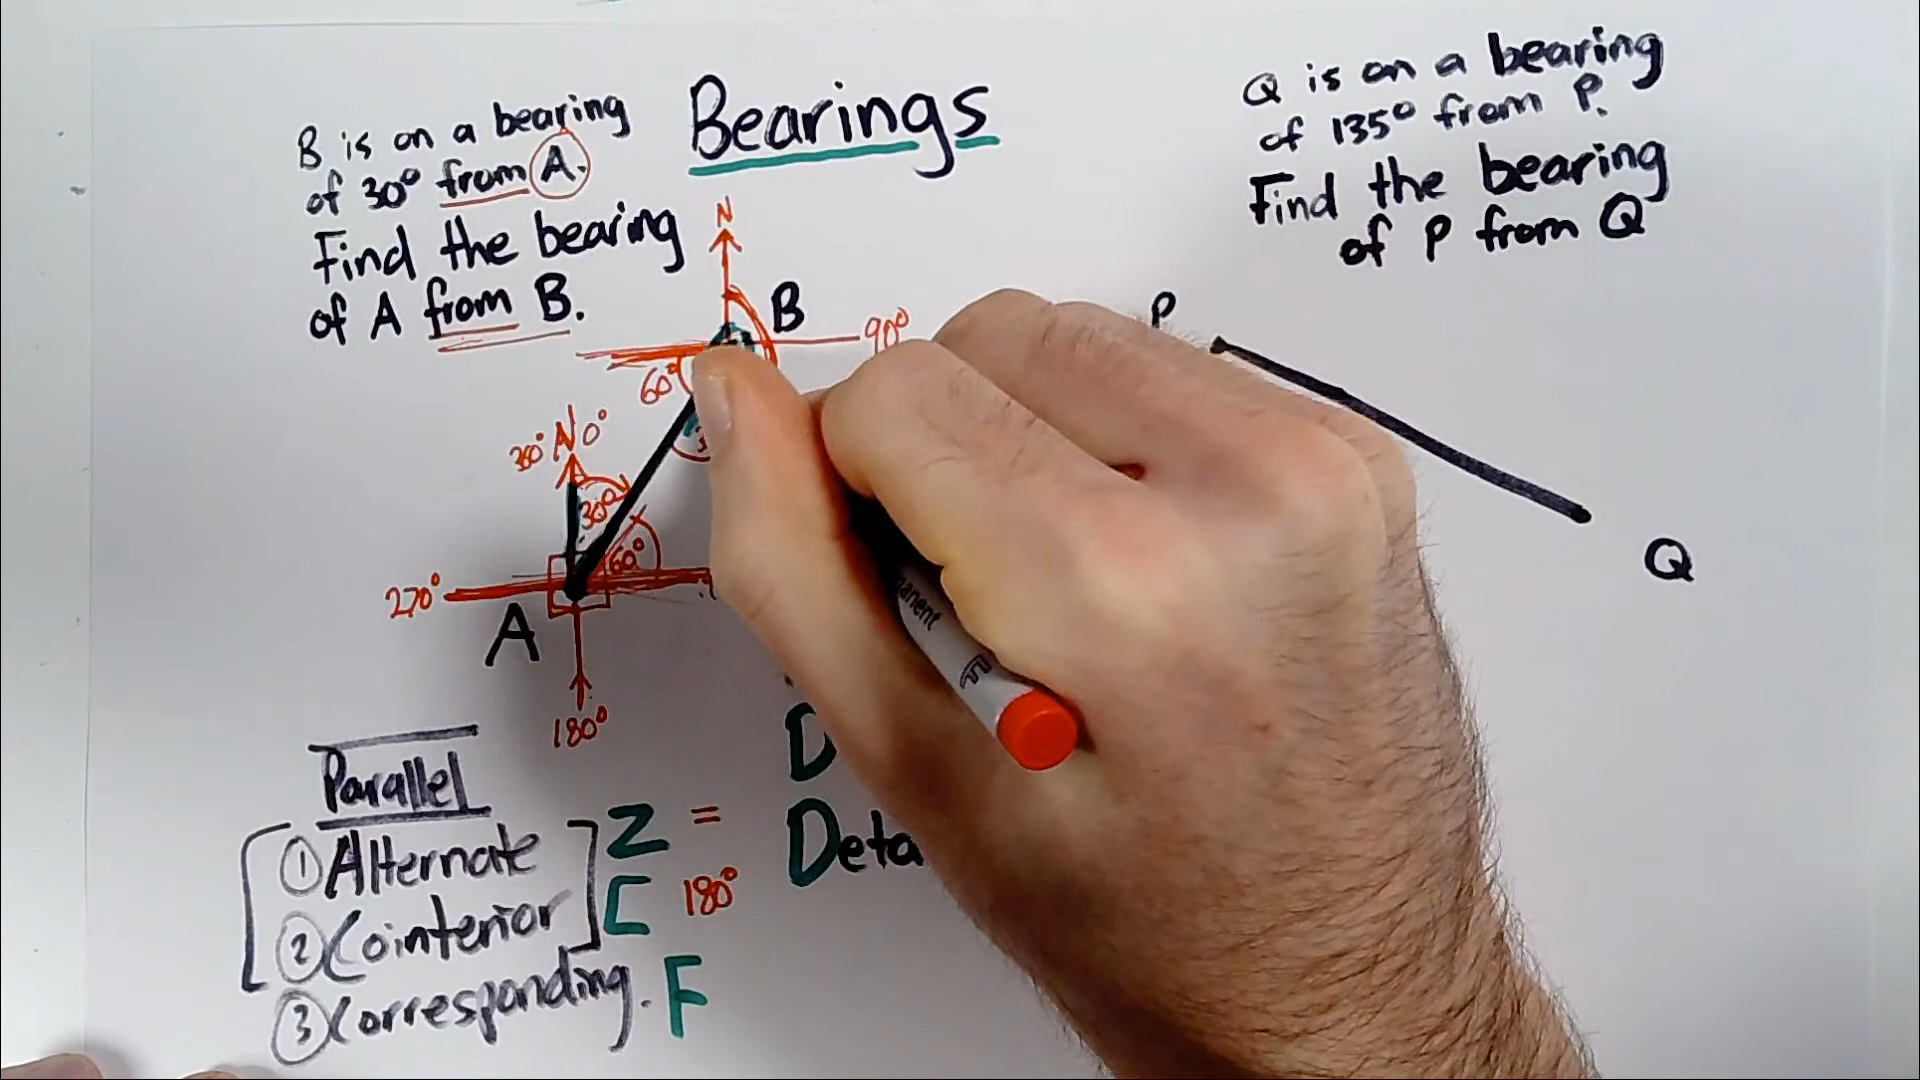 Bearings
B is on a bearing
of 30° from A.
Find the bearing
of A from B.
Q is on a bearing
of 135° from P.
Find the bearing
of P from Q
N
B
90°
60°
360° N 0°
30°
60°
270°
A
180°
P
Q
Parallel
① Alternate Z =
② Cointerior C 180°
③ Corresponding. F